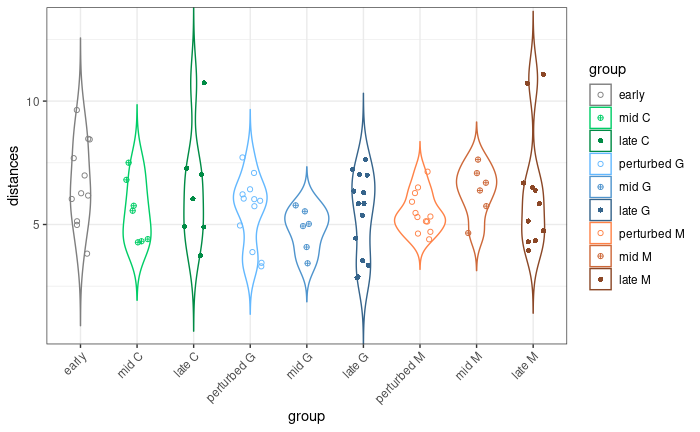 distances
10
5
early
mid C
late C
perturbed G
mid G
late G
perturbed M
mid M
late M
group
group
early
mid C
late C
perturbed G
mid G
late G
perturbed M
mid M
late M